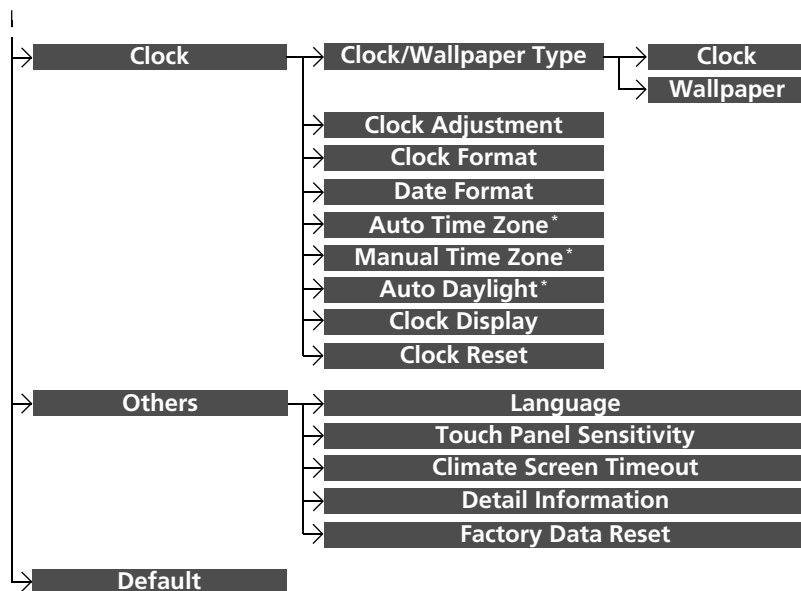 Clock
Clock/Wallpaper Type
Clock
Wallpaper
Clock Adjustment
Clock Format
Date Format
Auto Time Zone*
Manual Time Zone*
Auto Daylight*
Clock Display
Clock Reset
Others
Language
Touch Panel Sensitivity
Climate Screen Timeout
Detail Information
Factory Data Reset
Default